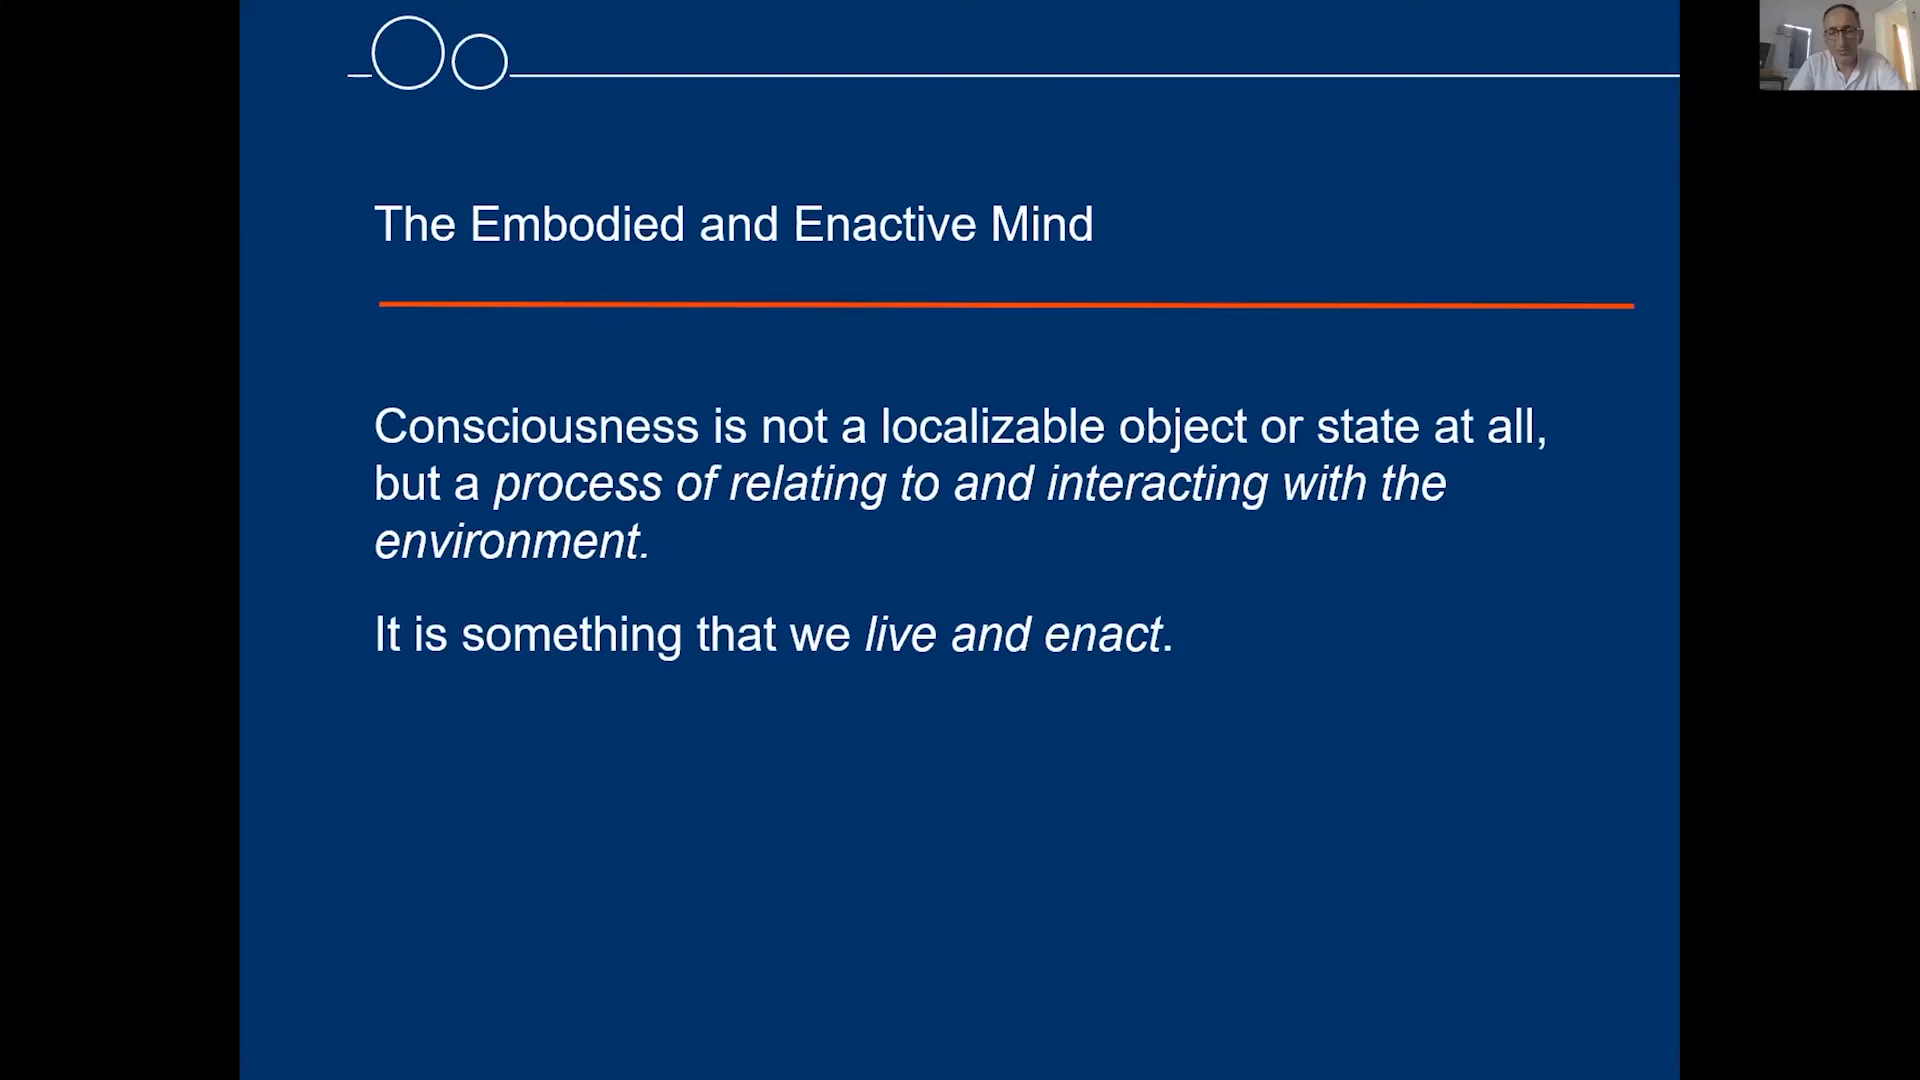 The Embodied and Enactive Mind
Consciousness is not a localizable object or state at all,
but a process of relating to and interacting with the
environment.
It is something that we live and enact.